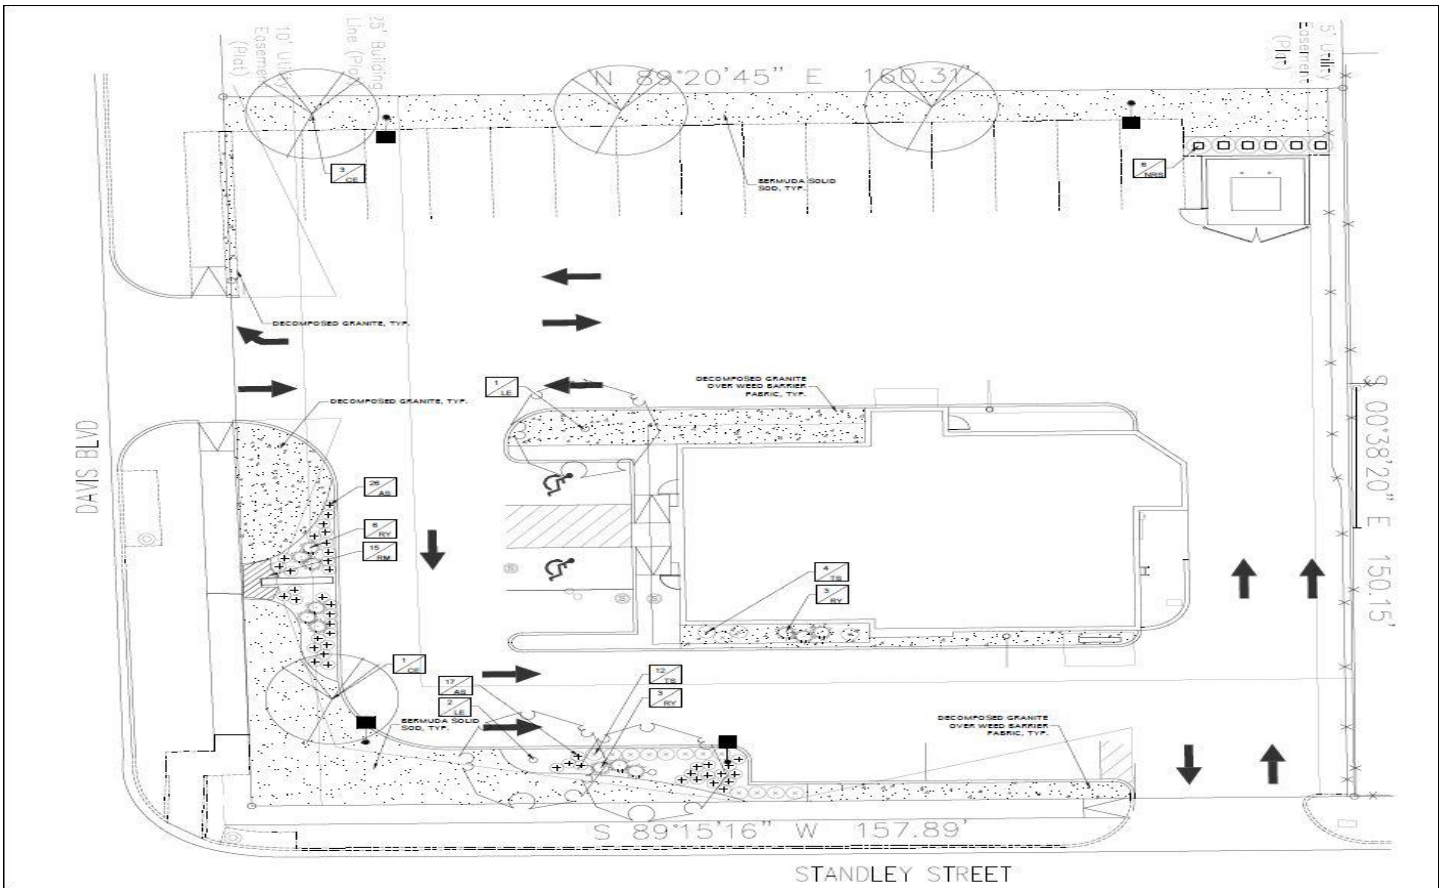 25' Building
Line (Plat)
10' Utility
Easement
(Plat)
5' Utility
Easement
(Plat)
N 89°20'45" E 160.31'
3
CE
BERMUDA SOLID
SOD, TYP.
6
NRS
DECOMPOSED GRANITE, TYP.
1
LE
DECOMPOSED GRANITE
OVER WEED BARRIER
FABRIC, TYP.
DECOMPOSED GRANITE, TYP.
DAVIS BLVD
S 00°38'20" E 150.15'
26
AS
6
RY
15
RM
4
TS
3
RY
1
CE
17
AS
2
LE
12
TS
3
RY
BERMUDA SOLID
SOD, TYP.
DECOMPOSED GRANITE
OVER WEED BARRIER
FABRIC, TYP.
S 89°15'16" W 157.89'
STANDLEY STREET